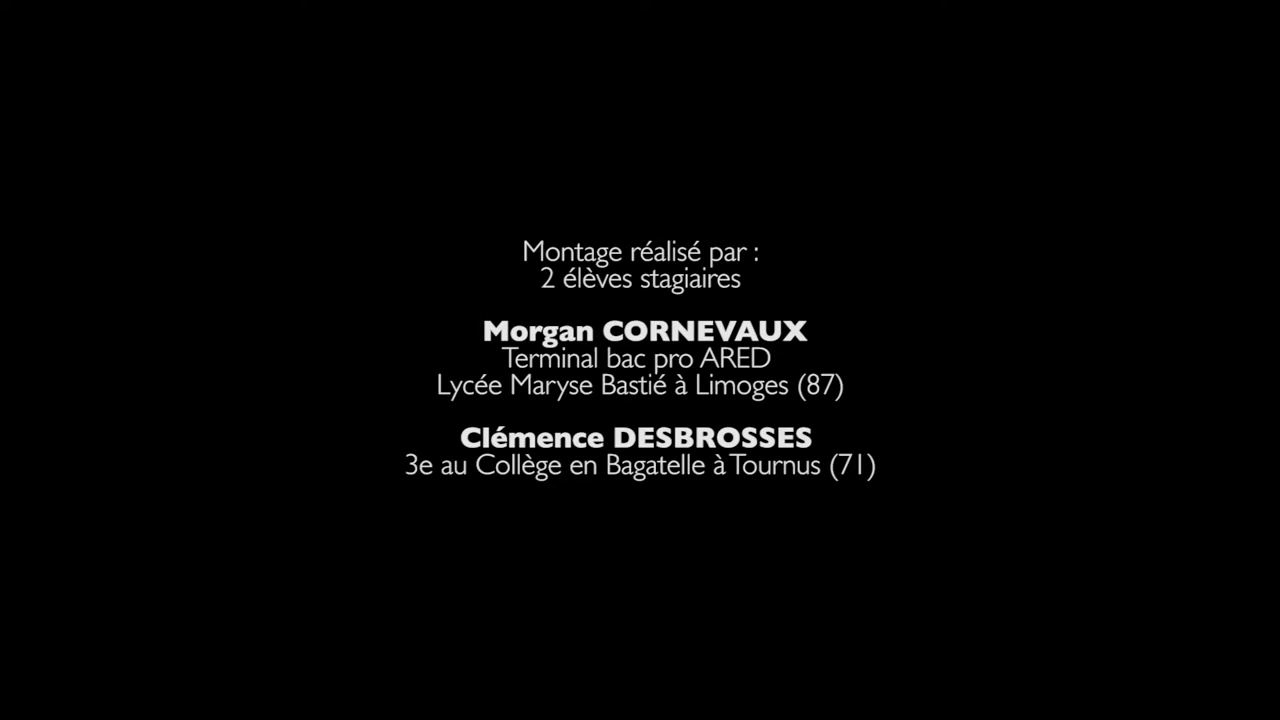 Montage réalisé par :
2 élèves stagiaires
Morgan CORNEVAUX
Terminal bac pro ARED
Lycée Maryse Bastié à Limoges (87)
Clémence DESBROSSES
3e au Collège en Bagatelle à Tournus (71)